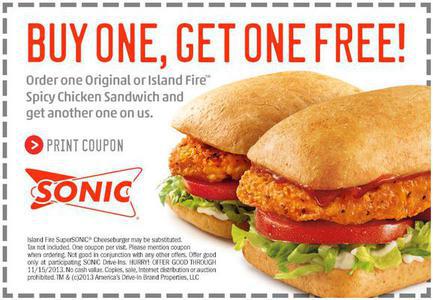 BUY ONE, GET ONE FREE!
Order one Original or Island Fire™
Spicy Chicken Sandwich and
get another one on us.
> PRINT COUPON
SONIC
Island Fire SuperSONIC® Cheeseburger may be substituted.
Tax not included. One coupon per visit. Please mention coupon
when ordering. Not good in conjunction with any other offers. Offer good
only at participating SONIC Drive-Ins. HURRY! OFFER GOOD THROUGH
11/15/2013. No cash value. Copies, sale, Internet distribution or auction
prohibited. TM & (c)2013 America's Drive-In Brand Properties, LLC